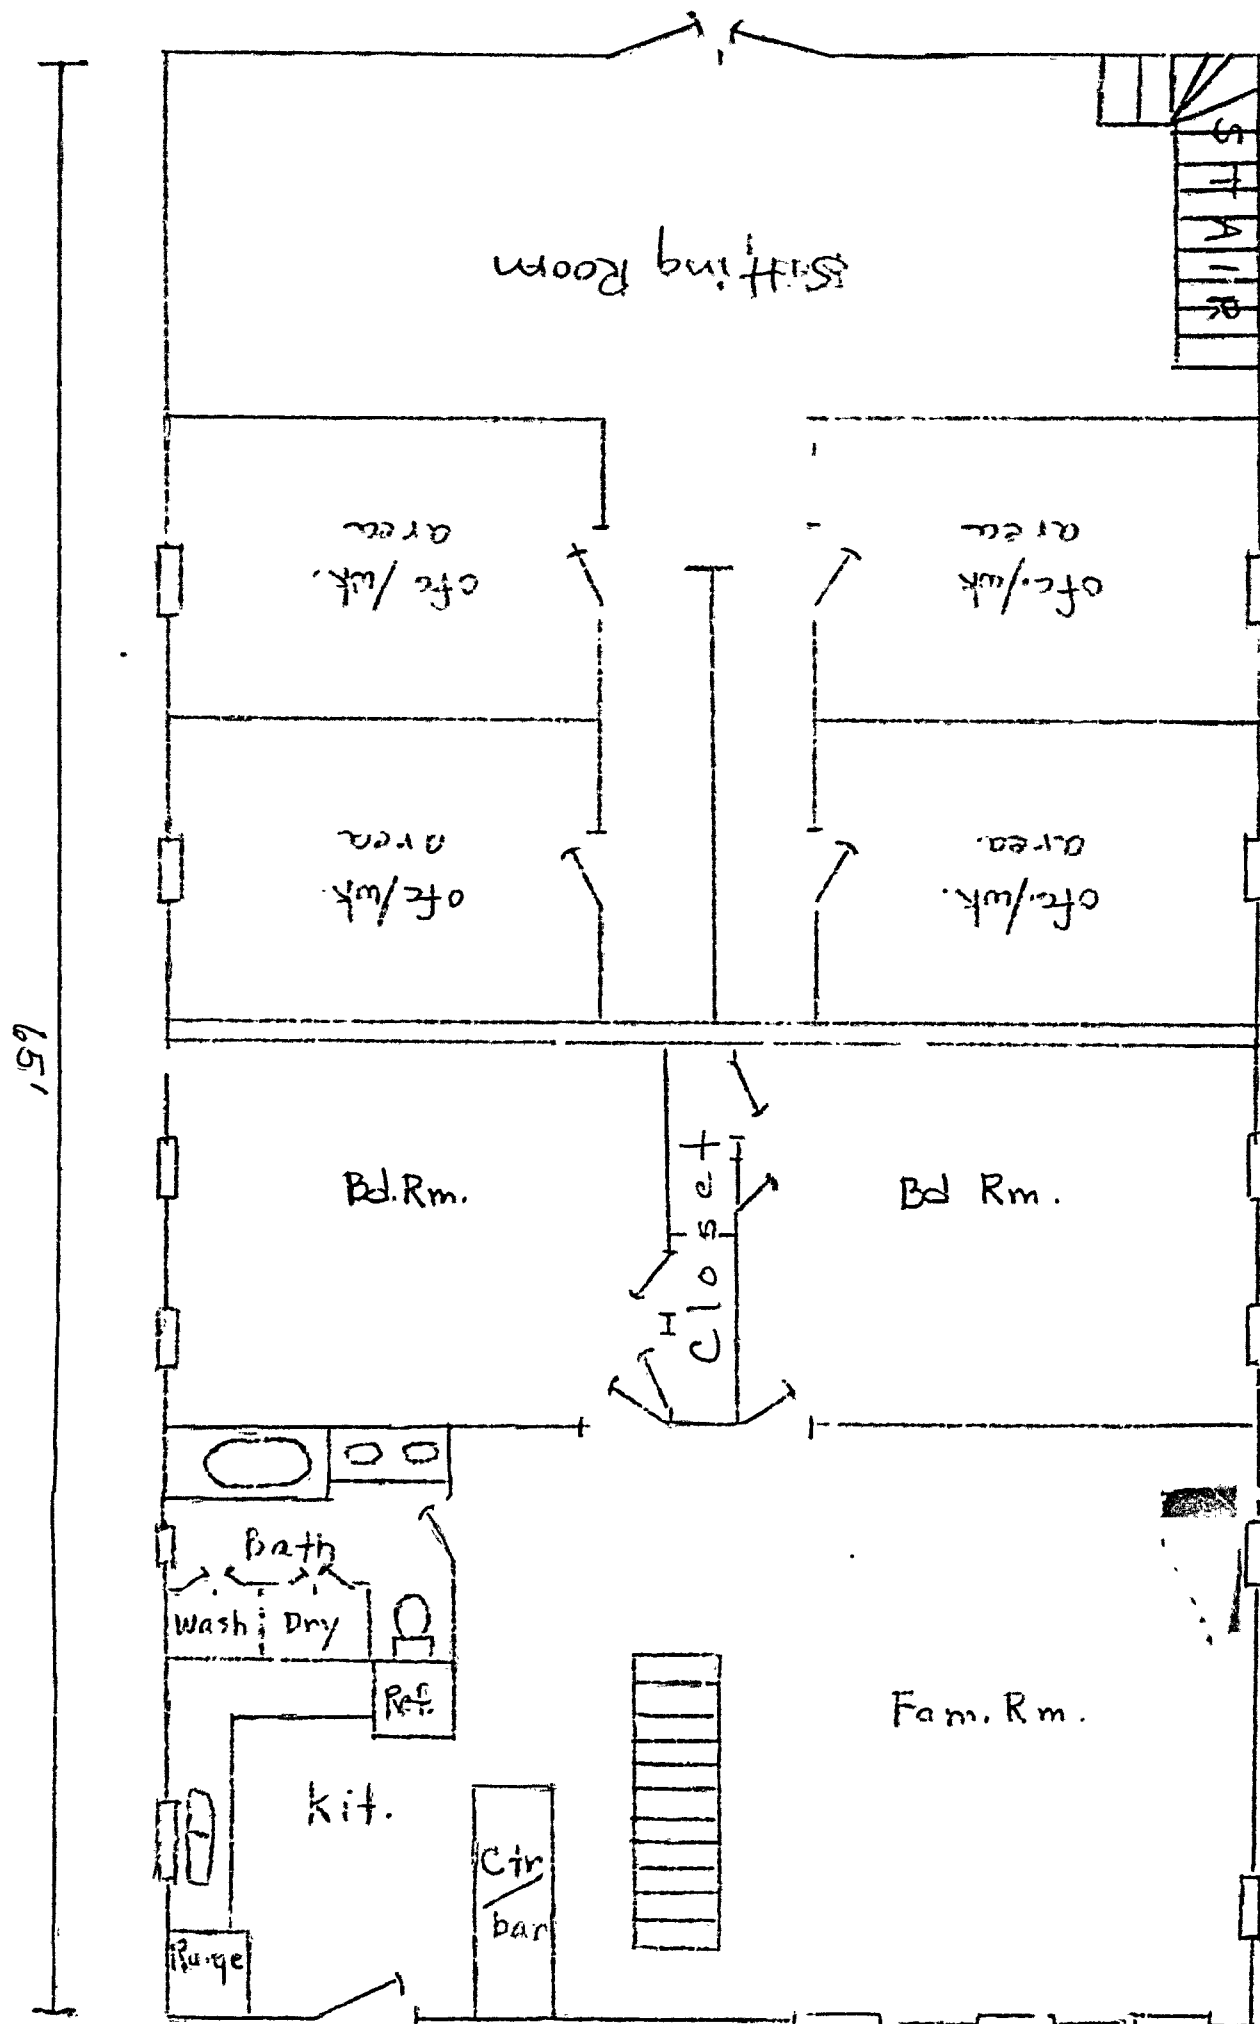 Sitting Room
STAIR
area
ofc/wk.
ofc./wk
area
ofc/wk.
area
ofc./wk.
area.
65'
Bd.Rm.
Closet
Bd Rm.
Bath
Wash
Dry
Ref.
Fam. Rm.
Kit.
Ctr
/
bar
Range